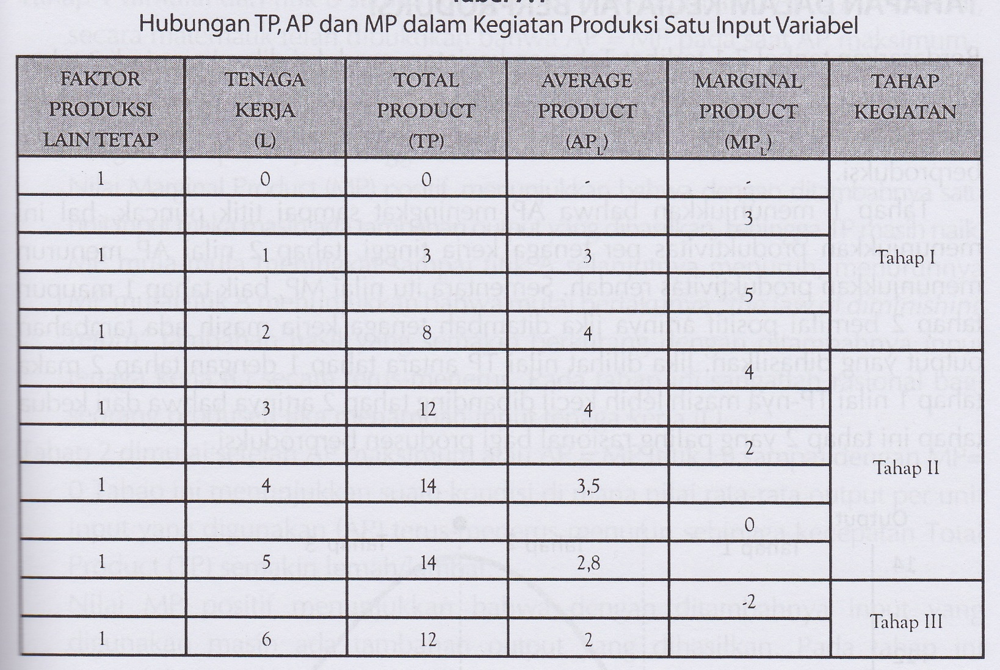 Hubungan TP, AP dan MP dalam Kegiatan Produksi Satu Input Variabel
FAKTOR PRODUKSI LAIN TETAP | TENAGA KERJA (L) | TOTAL PRODUCT (TP) | AVERAGE PRODUCT (AP_L) | MARGINAL PRODUCT (MP_L) | TAHAP KEGIATAN
1 0 0 - -
3
1 1 3 3 Tahap I
5
1 2 8 4
4
1 3 12 4
2
Tahap II
1 4 14 3,5
0
1 5 14 2,8
-2
Tahap III
1 6 12 2